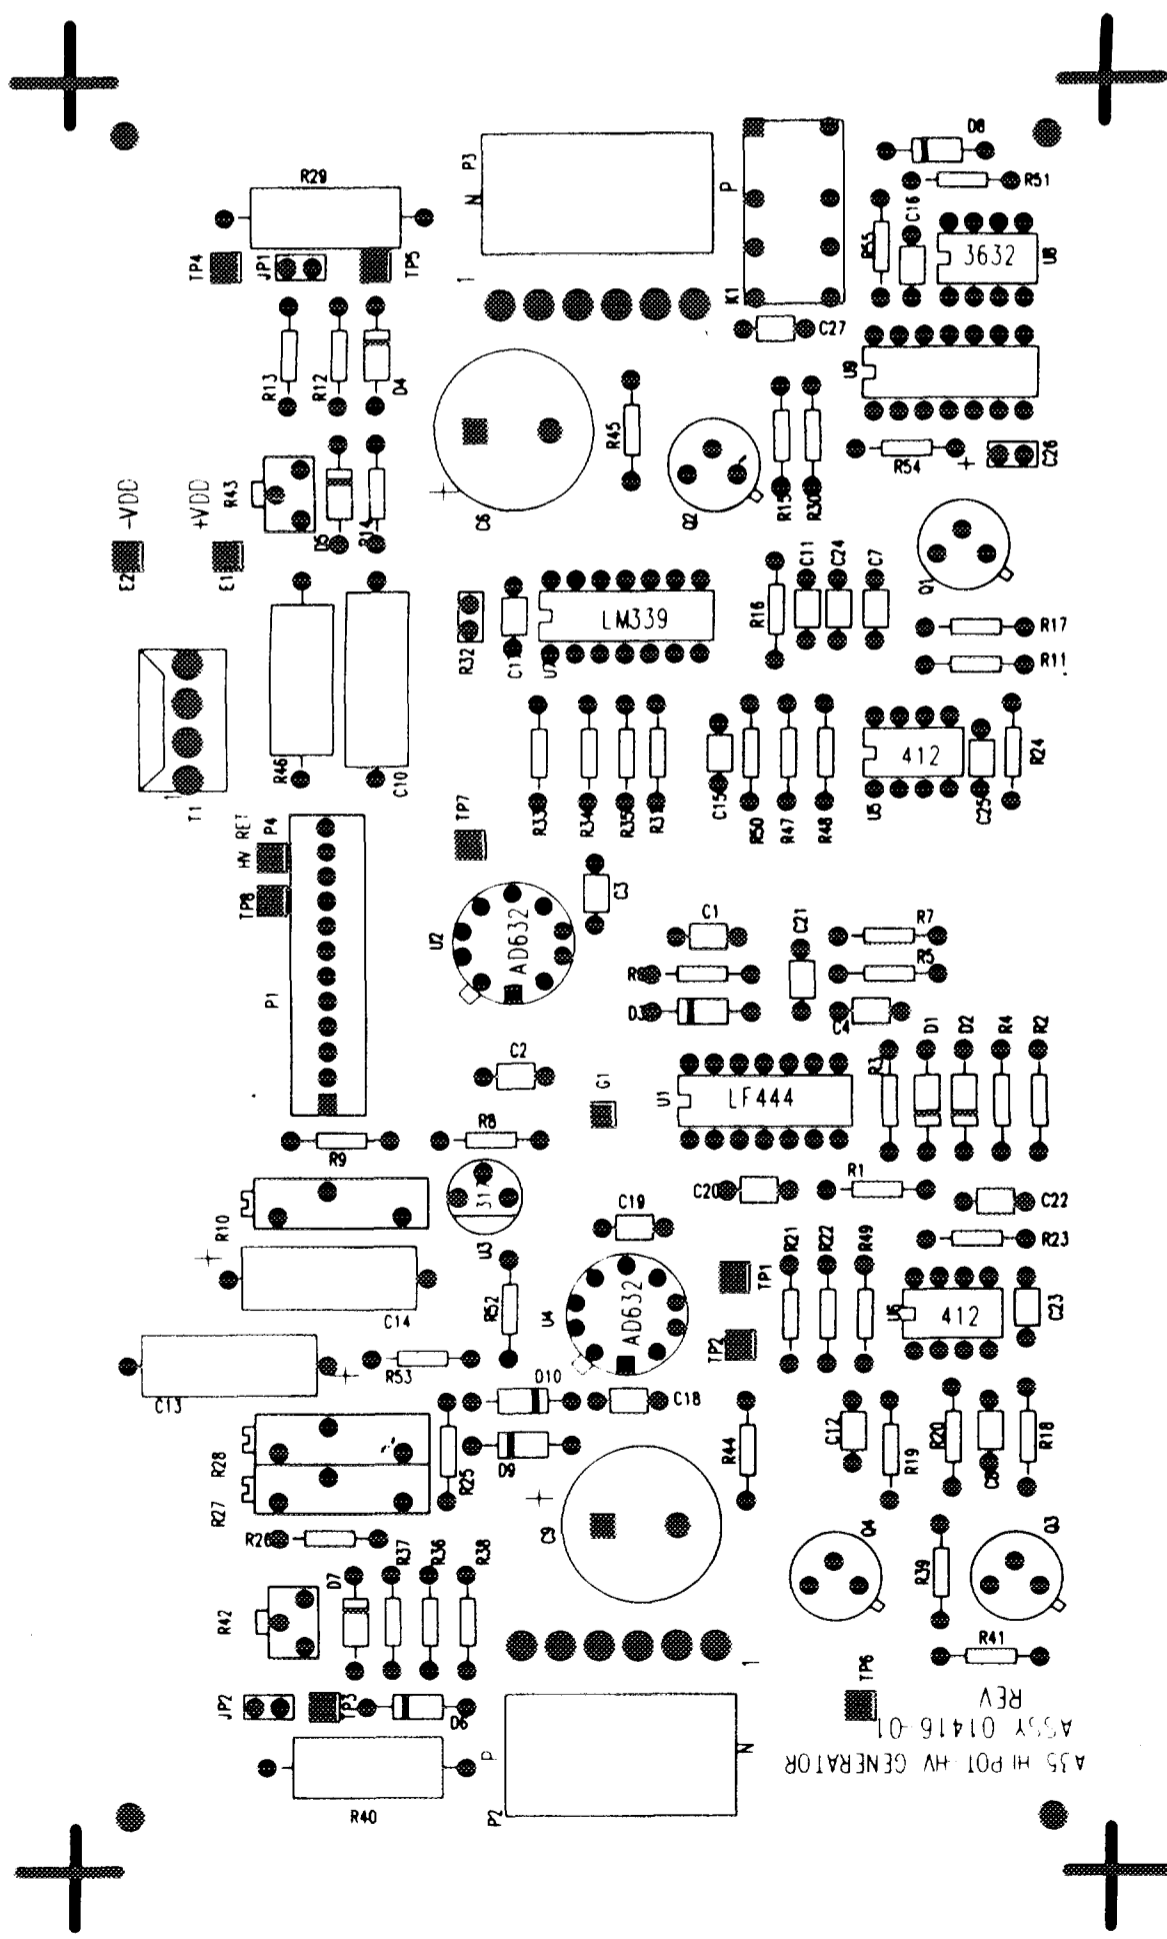 D8
R29
P3
N
P
R51
C16
R55
3632
U8
TP4
JP1
TP5
1
K1
C27
U9
R13
R12
D4
R45
R54
+
C26
-VDD
+VDD
R43
D5
R14
+
C6
Q2
R15
R30
E2
E1
R16
C11
C24
C7
Q1
R32
LM339
U7
R17
R11
1
T1
R46
C10
R33
R34
R35
R31
C15
R50
R47
R48
412
U5
C25
R24
HV RET
P4
TP7
TP8
C3
U2
AD632
C1
C21
R7
R5
P1
D3
C4
D1
D2
R4
R2
C2
G1
U1
LF444
R3
R9
R8
R10
317
U3
C20
R1
C22
C19
R21
R22
R49
R23
+
C14
R52
U4
AD632
TP1
TP2
U6
412
C23
C13
+
R53
D10
C18
R28
R27
R25
D9
R44
C12
R19
R20
C8
R18
R26
+
C9
Q4
Q3
R39
D7
R37
R36
R38
R42
R41
JP2
TP3
D6
1
TP6
REV
ASSY 01416-01
A35 HI POT-HV GENERATOR
R40
P
P2
N